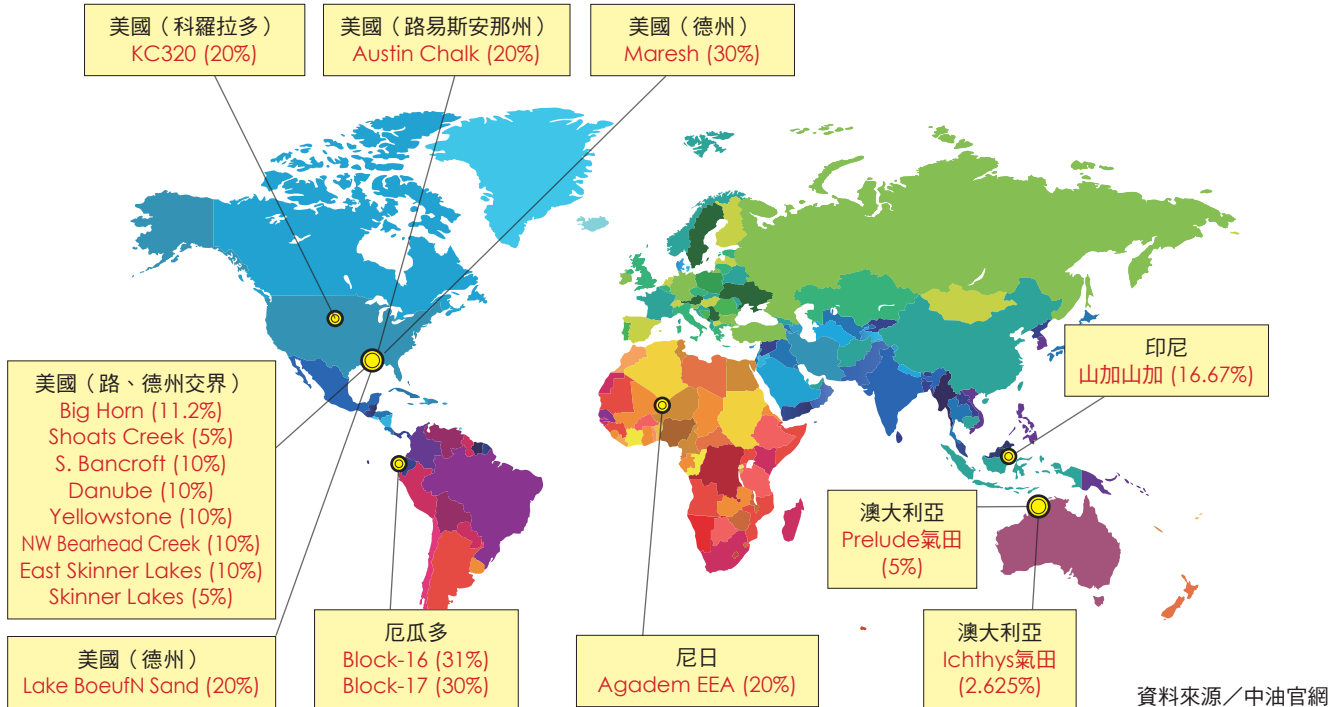 美國（科羅拉多）
KC320 (20%)
美國（路易斯安那州）
Austin Chalk (20%)
美國（德州）
Maresh (30%)
印尼
山加山加 (16.67%)
美國（路、德州交界）
Big Horn (11.2%)
Shoats Creek (5%)
S. Bancroft (10%)
Danube (10%)
Yellowstone (10%)
NW Bearhead Creek (10%)
East Skinner Lakes (10%)
Skinner Lakes (5%)
澳大利亞
Prelude氣田
(5%)
美國（德州）
Lake BoeufN Sand (20%)
厄瓜多
Block-16 (31%)
Block-17 (30%)
尼日
Agadem EEA (20%)
澳大利亞
Ichthys氣田
(2.625%)
資料來源／中油官網